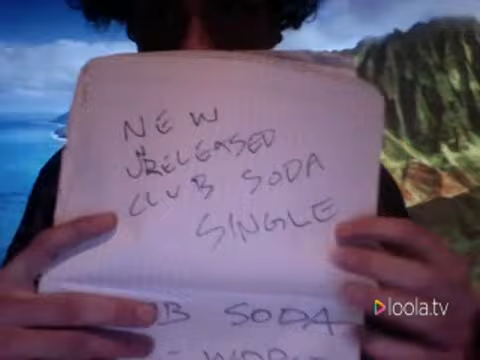 NEW
UNRELEASED
CLUB SODA
SINGLE
loola.tv
B SODA